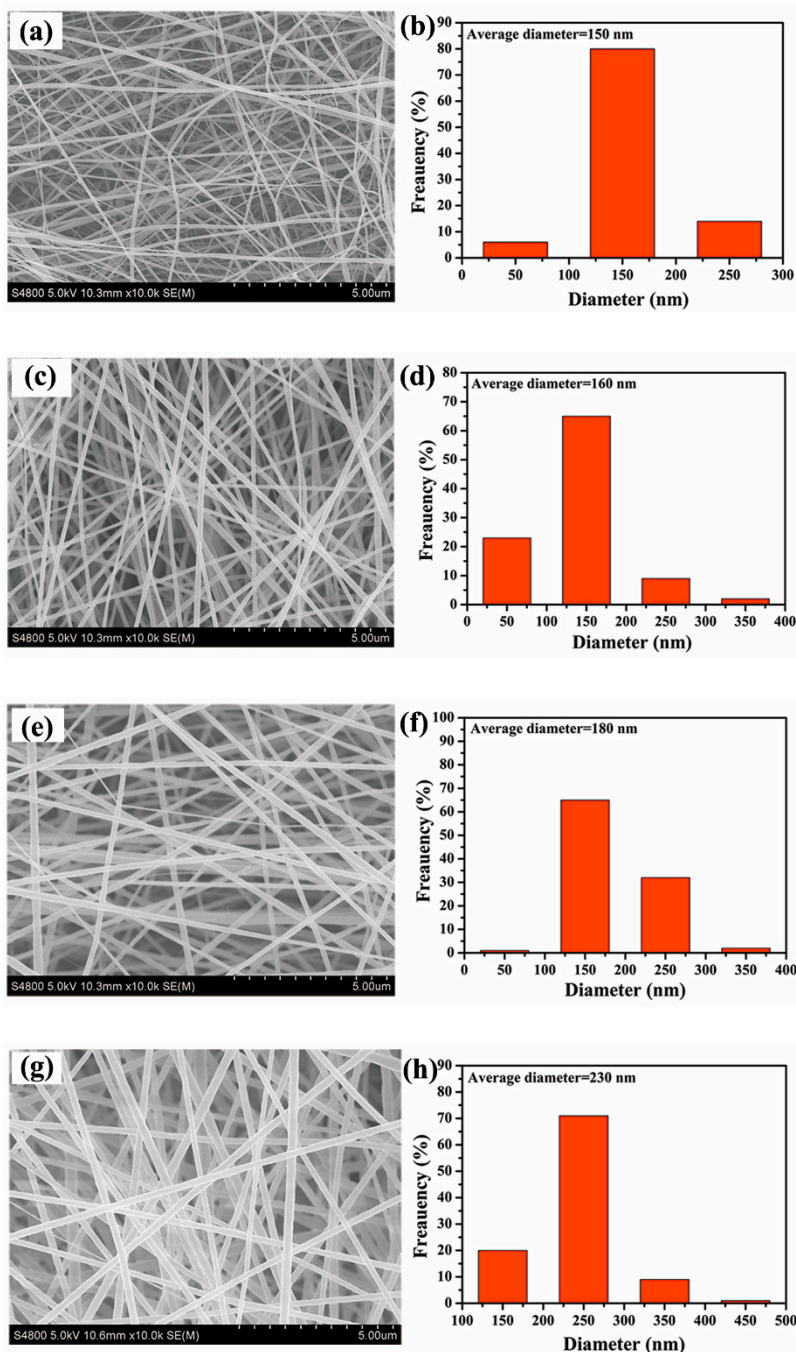 (a)
S4800 5.0kV 10.3mm x10.0k SE(M) 5.00um
(b)
Average diameter=150 nm
Freauency (%)
90
80
70
60
50
40
30
20
10
0
0 50 100 150 200 250 300
Diameter (nm)
(c)
S4800 5.0kV 10.3mm x10.0k SE(M) 5.00um
(d)
Average diameter=160 nm
Freauency (%)
80
70
60
50
40
30
20
10
0
0 50 100 150 200 250 300 350 400
Diameter (nm)
(e)
S4800 5.0kV 10.3mm x10.0k SE(M) 5.00um
(f)
Average diameter=180 nm
Freauency (%)
100
90
80
70
60
50
40
30
20
10
0
0 50 100 150 200 250 300 350 400
Diameter (nm)
(g)
S4800 5.0kV 10.6mm x10.0k SE(M) 5.00um
(h)
Average diameter=230 nm
Freauency (%)
90
80
70
60
50
40
30
20
10
0
100 150 200 250 300 350 400 450 500
Diameter (nm)